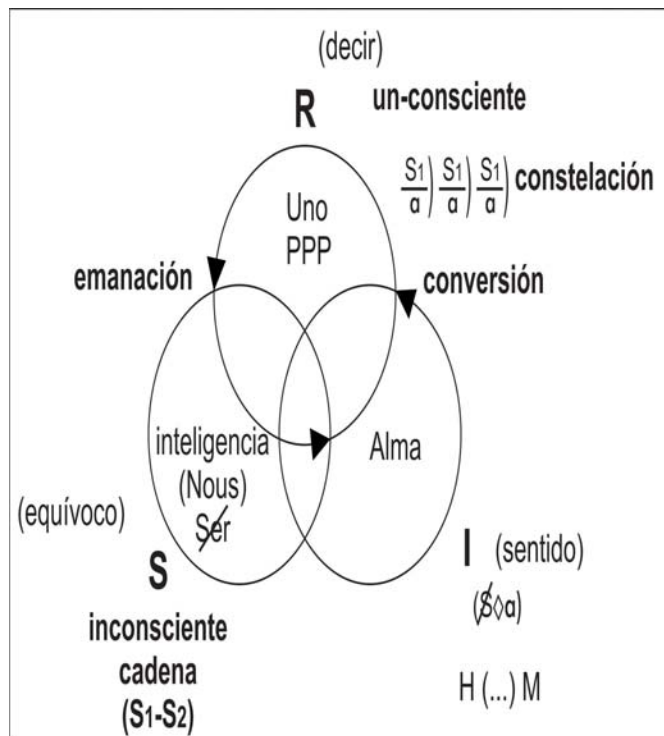 (decir)
R
un-consciente
S1/a) S1/a) S1/a) constelación
Uno
PPP
emanación
conversión
inteligencia
(Nous)
Ser
Alma
(equívoco)
S
I (sentido)
($◊a)
inconsciente
cadena
(S1-S2)
H (...) M